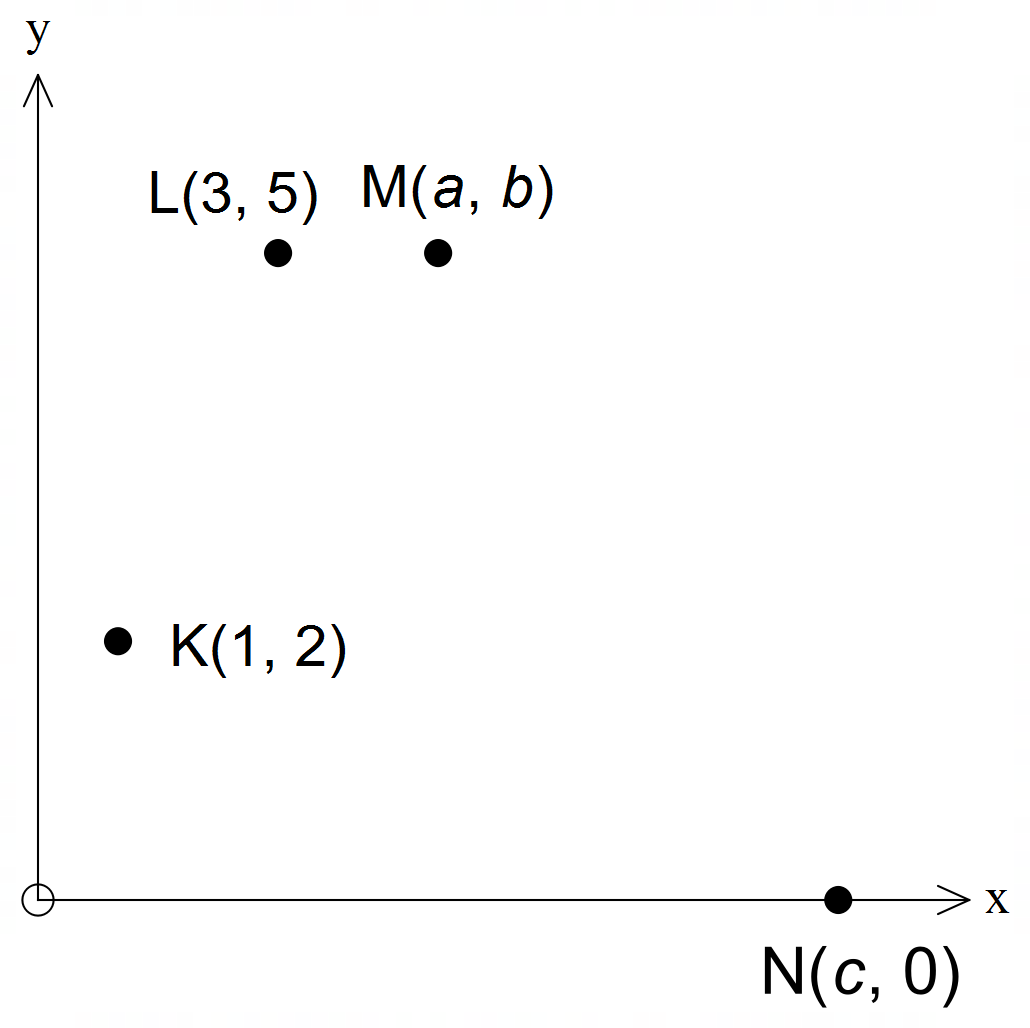 y
L(3, 5) M(a, b)
K(1, 2)
x
N(c, 0)